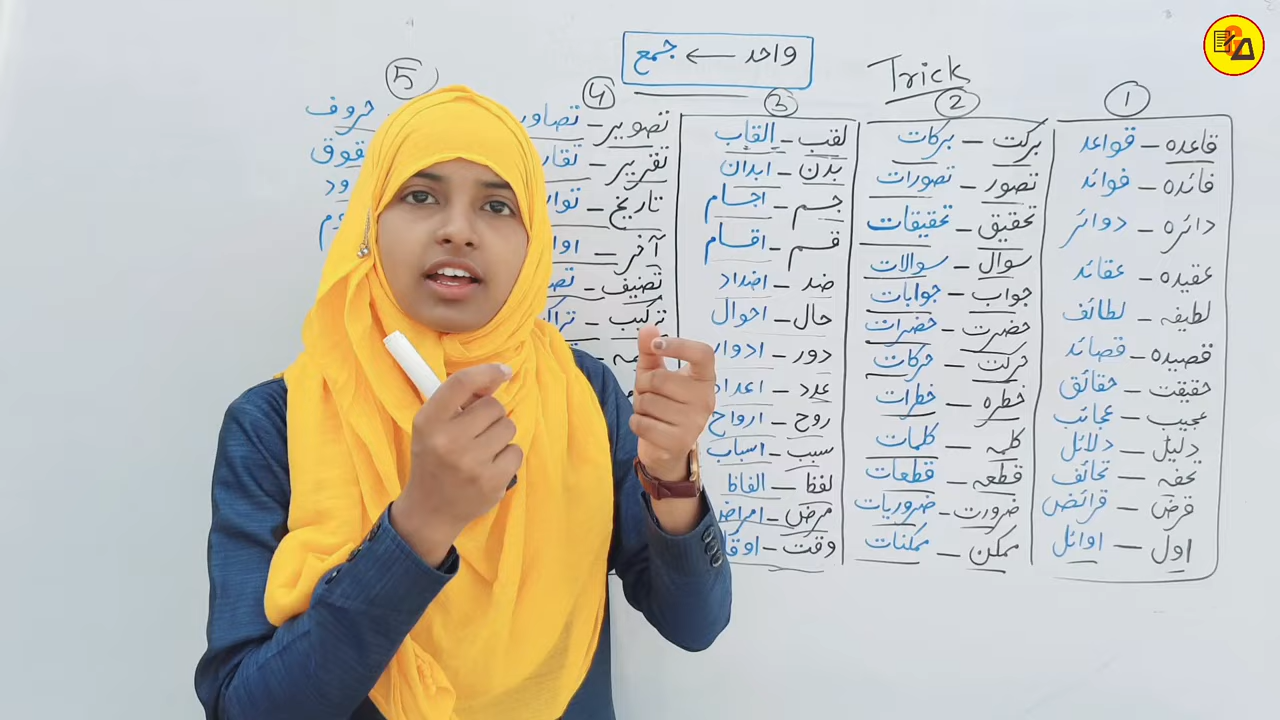 واحد ← جمع
Trick
1
قاعدہ – قواعد
فائدہ – فوائد
دائرہ – دوائر
عقیدہ – عقائد
لطیفہ – لطائف
قصیدہ – قصائد
حقیقت – حقائق
عجیب – عجائب
دلیل – دلائل
تحفہ – تحائف
فرض – فرائض
اول – اوائل
2
برکت – برکات
تصور – تصورات
تحقیق – تحقیقات
سوال – سوالات
جواب – جوابات
حضرت – حضرات
حرکت – حرکات
خطرہ – خطرات
کلمہ – کلمات
قطعہ – قطعات
ضرورت – ضروریات
ممکن – ممکنات
3
لقب – القاب
بدن – ابدان
جسم – اجسام
قسم – اقسام
ضد – اضداد
حال – احوال
دور – ادوار
عدد – اعداد
روح – ارواح
سبب – اسباب
لفظ – الفاظ
مرض – امراض
وقت –
4
تصویر –
تقریر –
تاریخ –
آخر –
تصنیف –
ترکیب –
5
حروف